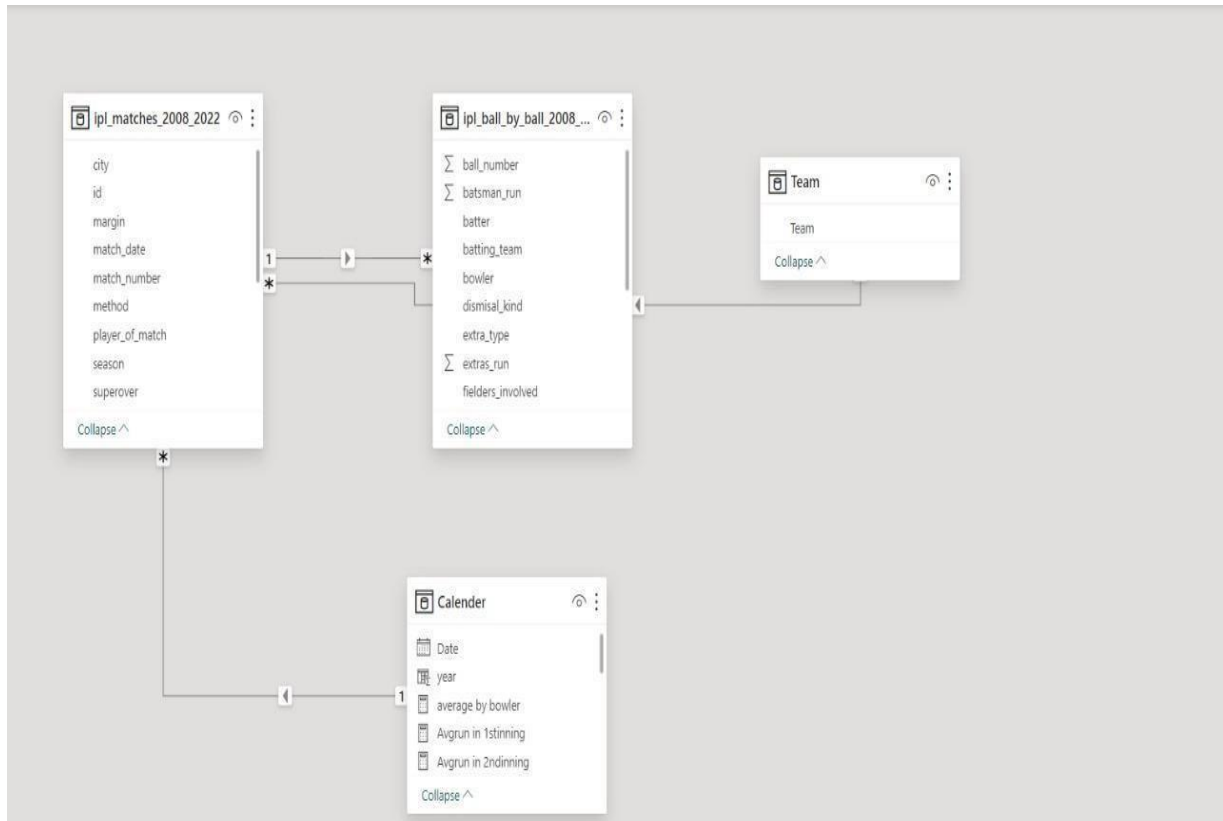 ipl_matches_2008_2022
city
id
margin
match_date
match_number
method
player_of_match
season
superover
Collapse
1
*
*
*
ipl_ball_by_ball_2008_...
ball_number
batsman_run
batter
batting_team
bowler
dismisal_kind
extra_type
extras_run
fielders_involved
Collapse
Team
Team
Collapse
*
1
Calender
Date
year
average by bowler
Avgrun in 1stinning
Avgrun in 2ndinning
Collapse